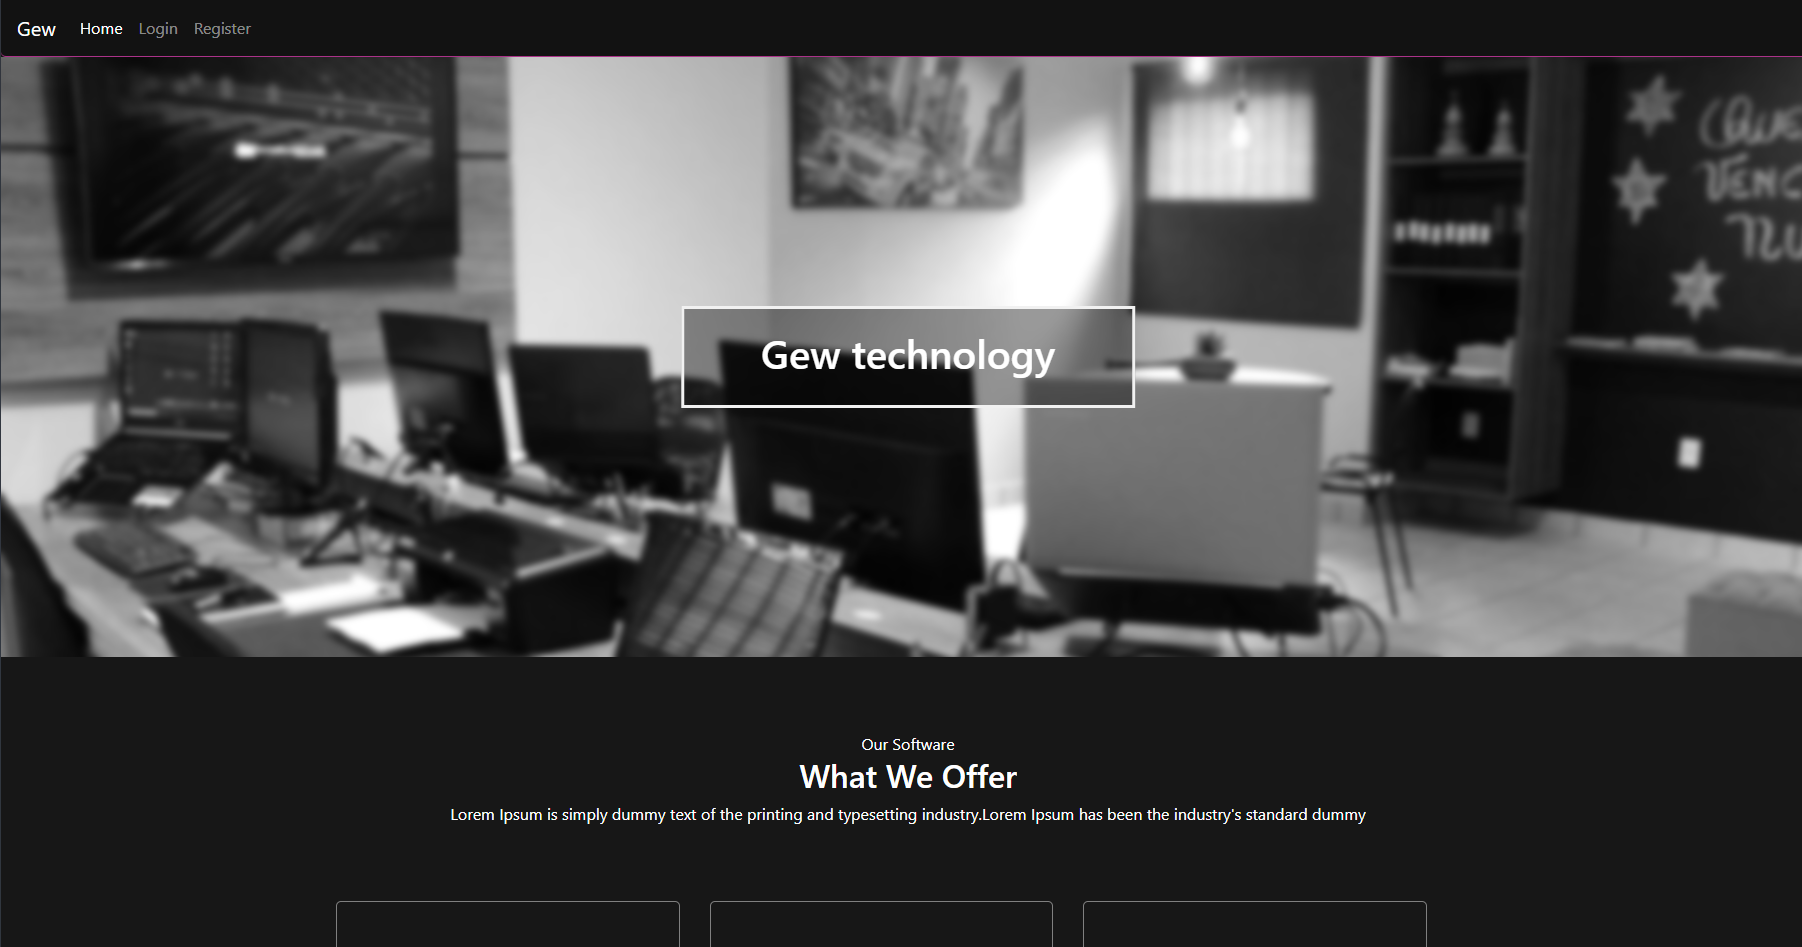 Gew Home Login Register
Gew technology
Our Software
What We Offer
Lorem Ipsum is simply dummy text of the printing and typesetting industry.Lorem Ipsum has been the industry's standard dummy